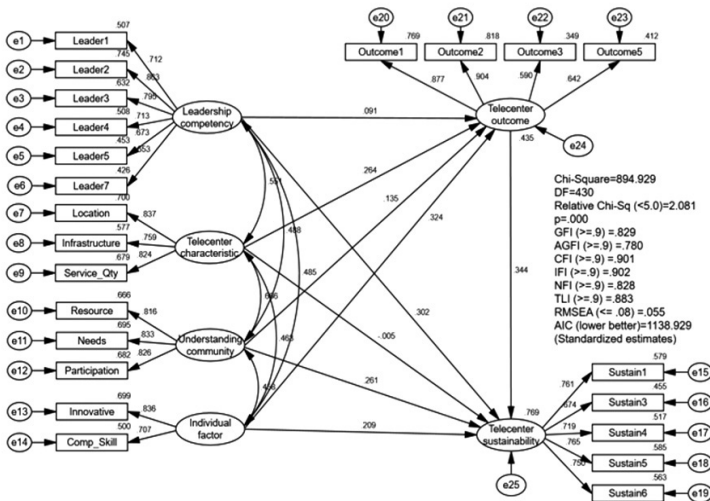 e20
e21
e22
e23
.769
.818
.349
.412
Outcome1
Outcome2
Outcome3
Outcome5
.877
.904
.590
.642
Telecenter
outcome
.435
e24
e1
Leader1
.507
.712
e2
Leader2
.745
.863
e3
Leader3
.632
.795
e4
Leader4
.508
.713
e5
Leader5
.453
.673
e6
Leader7
.426
.653
Leadership
competency
.091
e7
Location
.700
.837
e8
Infrastructure
.577
.759
e9
Service_Qty
.679
.824
Telecenter
characteristic
.264
.135
.324
.485
.302
-.005
.344
e10
Resource
.666
.816
e11
Needs
.695
.833
e12
Participation
.682
.826
Understanding
community
.261
e13
Innovative
.699
.836
e14
Comp_Skill
.500
.707
Individual
factor
.209
Chi-Square=894.929
DF=430
Relative Chi-Sq (<5.0)=2.081
p=.000
GFI (>=.9) =.829
AGFI (>=.9) =.780
CFI (>=.9) =.901
IFI (>=.9) =.902
NFI (>=.9) =.828
TLI (>=.9) =.883
RMSEA (<= .08) =.055
AIC (lower better)=1138.929
(Standardized estimates)
Telecenter
sustainability
.769
e25
.579
Sustain1
e15
.761
.455
Sustain3
e16
.674
.517
Sustain4
e17
.719
.585
Sustain5
e18
.765
.563
Sustain6
e19
.750